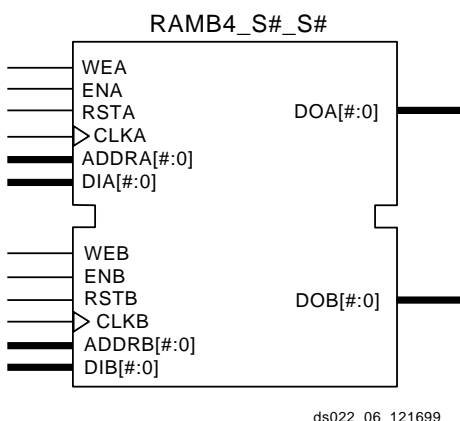 RAMB4_S#_S#
WEA
ENA
RSTA
DOA[#:0]
CLKA
ADDRA[#:0]
DIA[#:0]
WEB
ENB
RSTB
DOB[#:0]
CLKB
ADDRB[#:0]
DIB[#:0]
ds022_06_121699